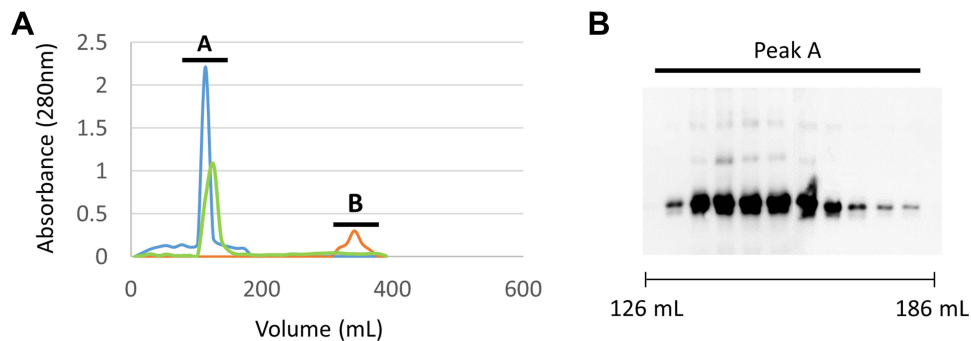 A
Absorbance (280nm)
2.5
2
1.5
1
0.5
0
A
B
0
200
400
600
Volume (mL)
B
Peak A
126 mL
186 mL